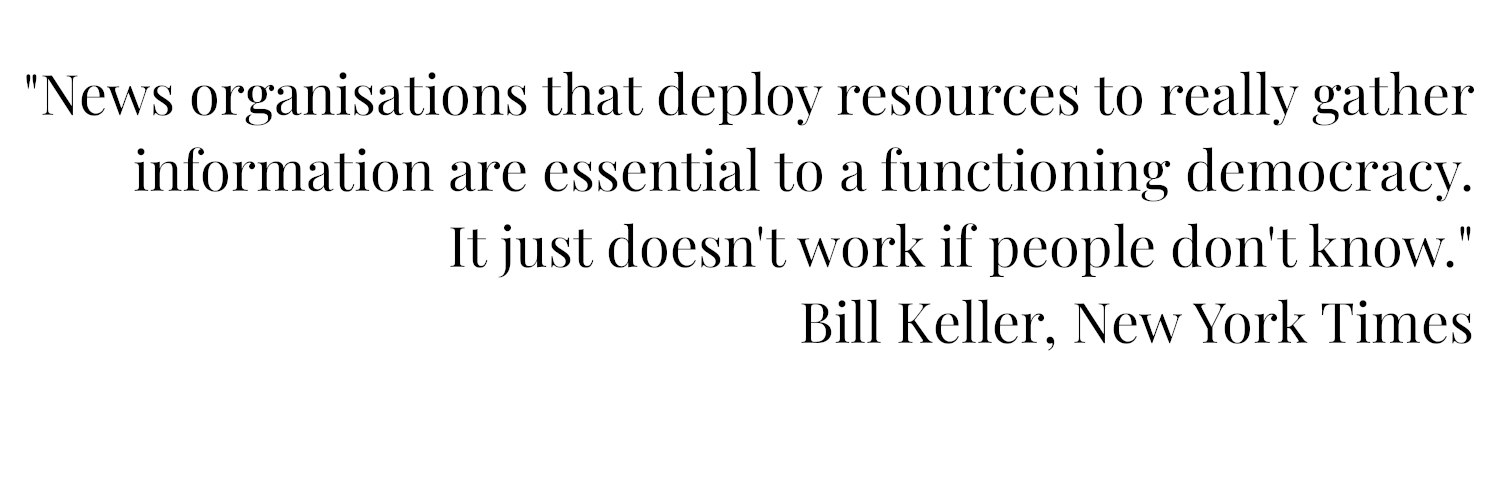 "News organisations that deploy resources to really gather
information are essential to a functioning democracy.
It just doesn't work if people don't know."
Bill Keller, New York Times